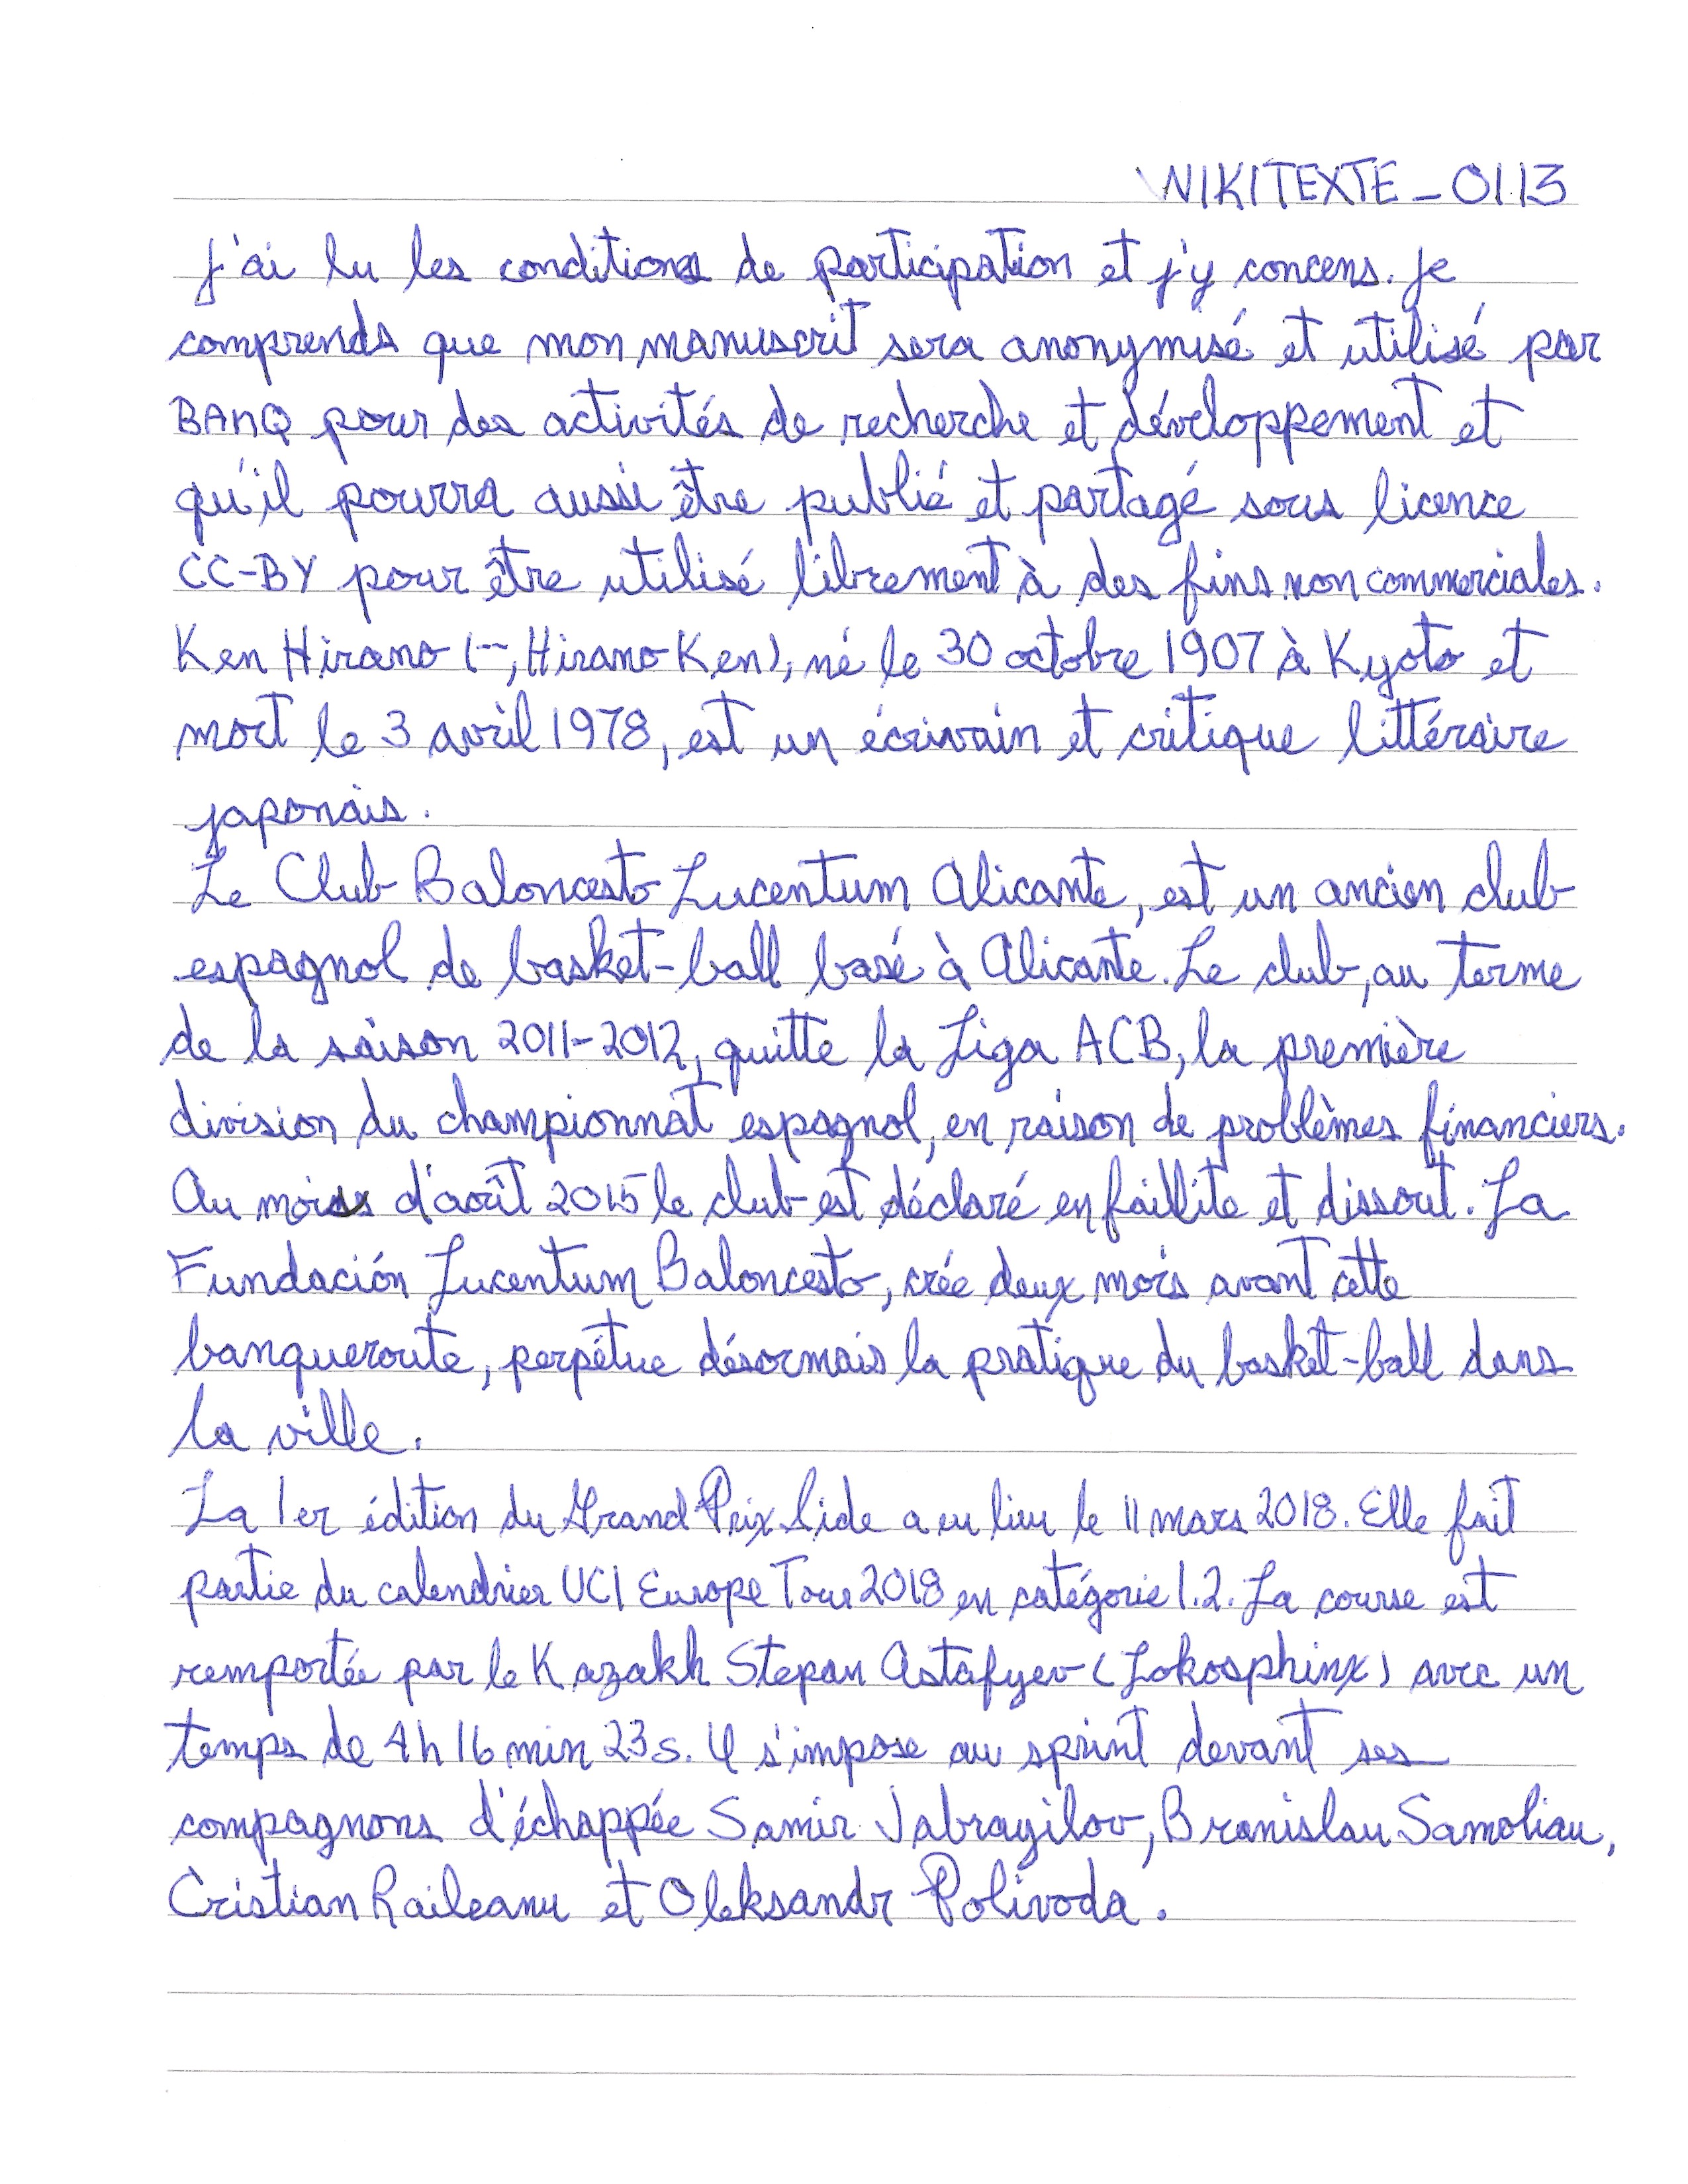 WIKITEXTE_0113
j'ai lu les conditions de participation et j'y concens. je
comprends que mon manuscrit sera anonymisé et utilisé par
BANQ pour des activités de recherche et développement et
qu'il pourra aussi être publié et partagé sous licence
CC-BY pour être utilisé librement à des fins non commerciales.
Ken Hirano (--, Hirano Ken), né le 30 octobre 1907 à Kyoto et
mort le 3 avril 1978, est un écrivain et critique littéraire
japonais.
Le Club Baloncesto Lucentum Alicante, est un ancien club
espagnol de basket-ball basé à Alicante. Le club, au terme
de la saison 2011-2012, quitte la Liga ACB, la première
division du championnat espagnol, en raison de problèmes financiers.
Au mois d'août 2015 le club est déclaré en faillite et dissout. La
Fundación Lucentum Baloncesto, crée deux mois avant cette
banqueroute, perpétue désormais la pratique du basket-ball dans
la ville.
La 1er édition du Grand Prix Side a eu lieu le 11 mars 2018. Elle fait
partie du calendrier UCI Europe Tour 2018 en catégorie 1.2. La course est
remportée par le Kazakh Stepan Astafyev (Lokosphinx) avec un
temps de 4h 16 min 23s. Il s'impose au sprint devant ses
compagnons d'échappée Samir Jabrayilov, Branislau Samoliau,
Cristian Raileanu et Oleksandr Polivoda.